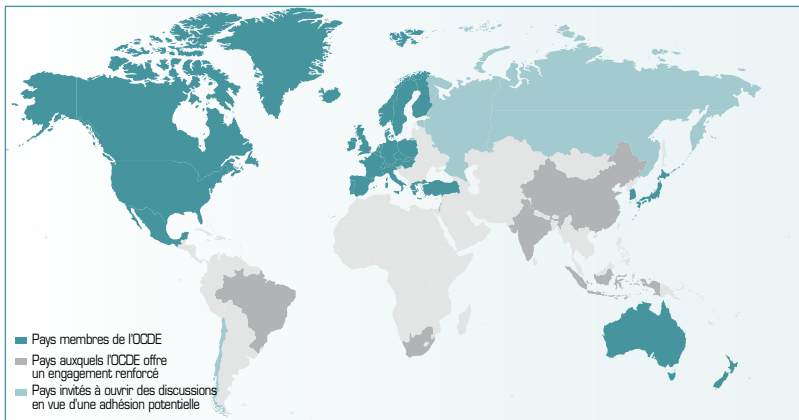 Pays membres de l'OCDE
Pays auxquels l'OCDE offre
un engagement renforcé
Pays invités à ouvrir des discussions
en vue d'une adhésion potentielle